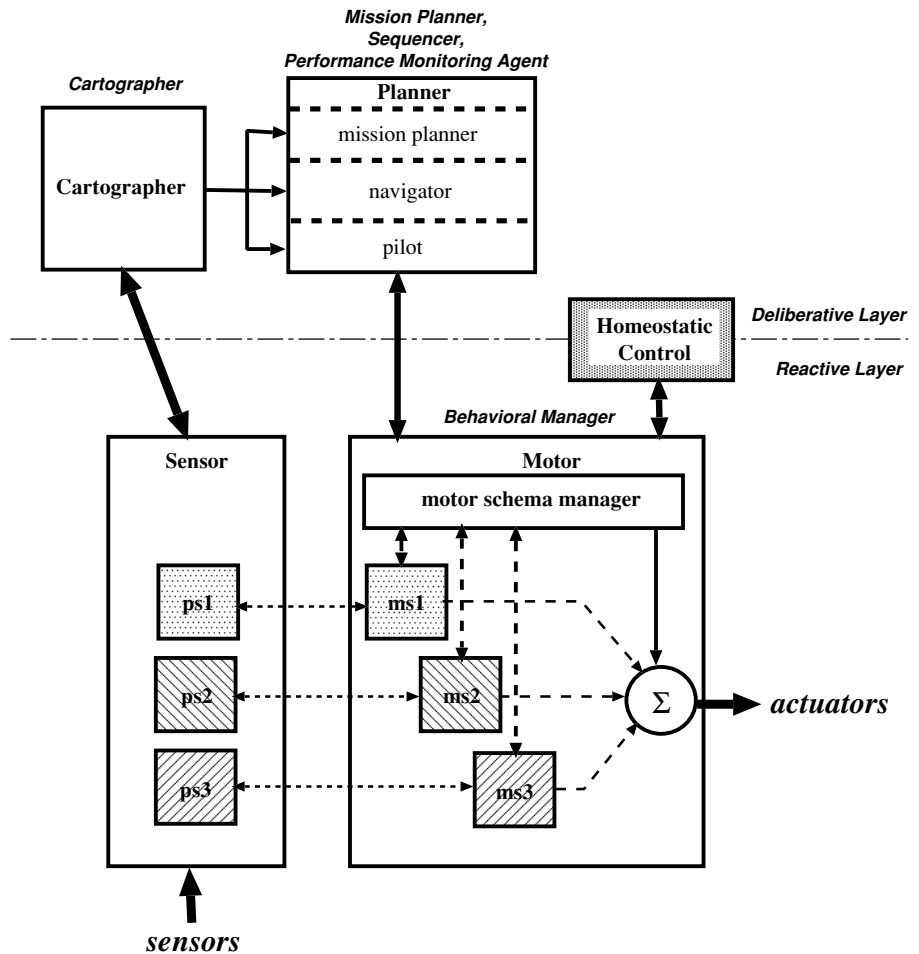 Mission Planner,
Sequencer,
Performance Monitoring Agent
Cartographer
Planner
mission planner
Cartographer
navigator
pilot
Homeostatic
Control
Deliberative Layer
Reactive Layer
Behavioral Manager
Sensor
Motor
motor schema manager
ps1
ms1
ps2
ms2
Σ
actuators
ps3
ms3
sensors